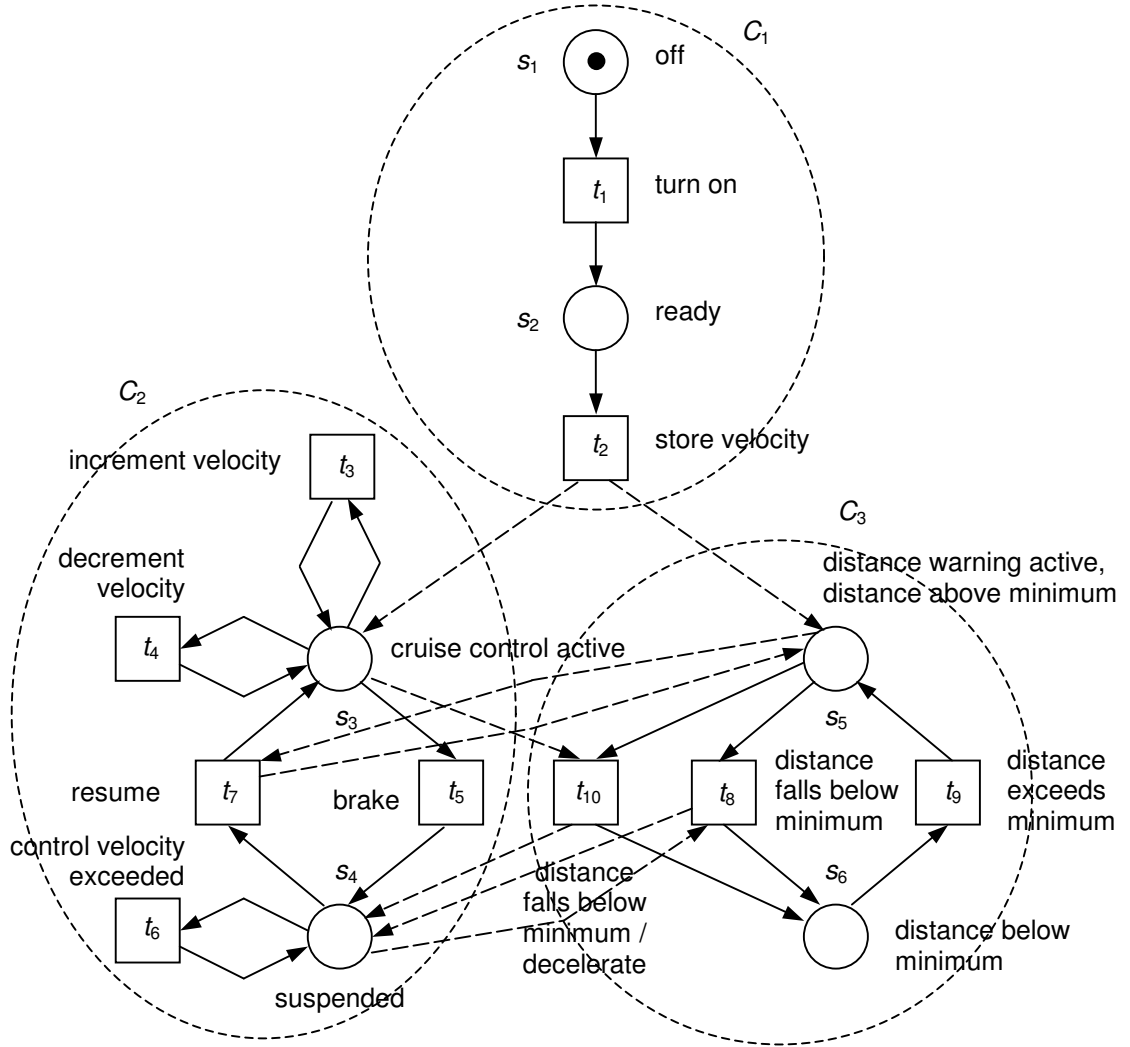 C1
s1
off
t1
turn on
s2
ready
t2
store velocity
C2
increment velocity
t3
decrement
velocity
t4
cruise control active
s3
resume
t7
brake
t5
control velocity
exceeded
t6
s4
suspended
C3
distance warning active,
distance above minimum
s5
t10
t8
distance
falls below
minimum
t9
distance
exceeds
minimum
distance
falls below
minimum /
decelerate
s6
distance below
minimum